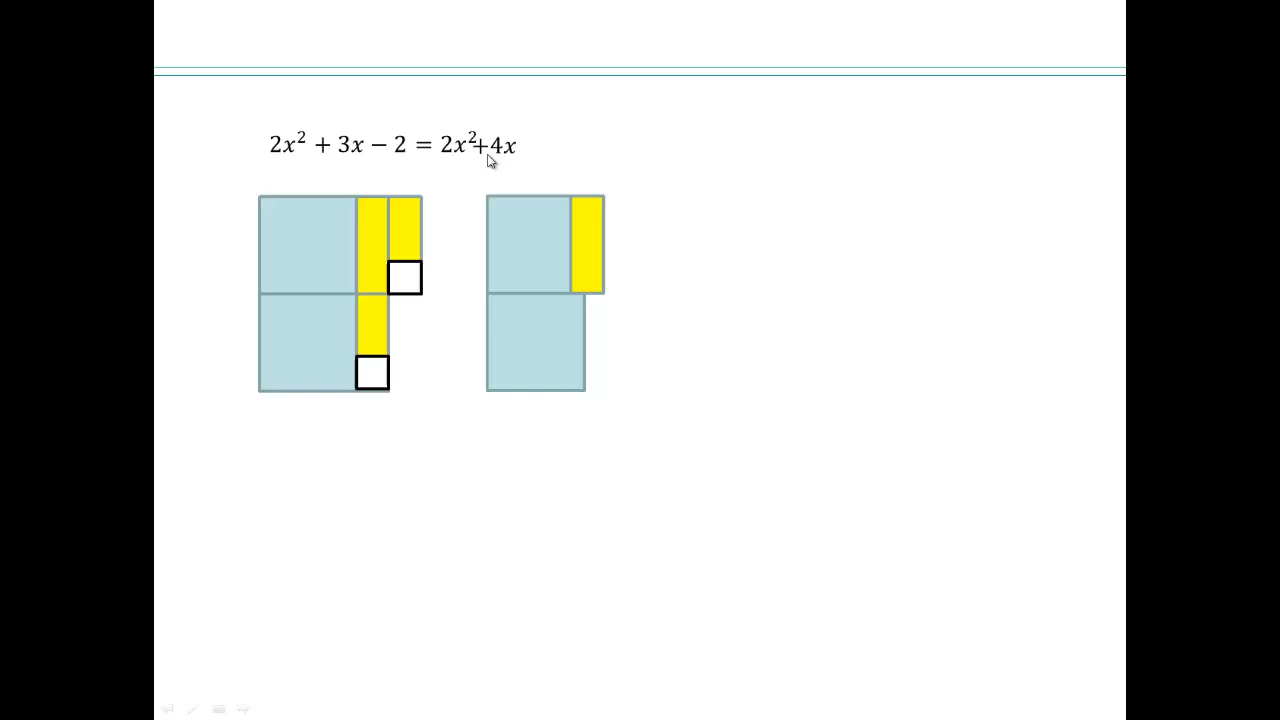 2x² + 3x − 2 = 2x²+4x